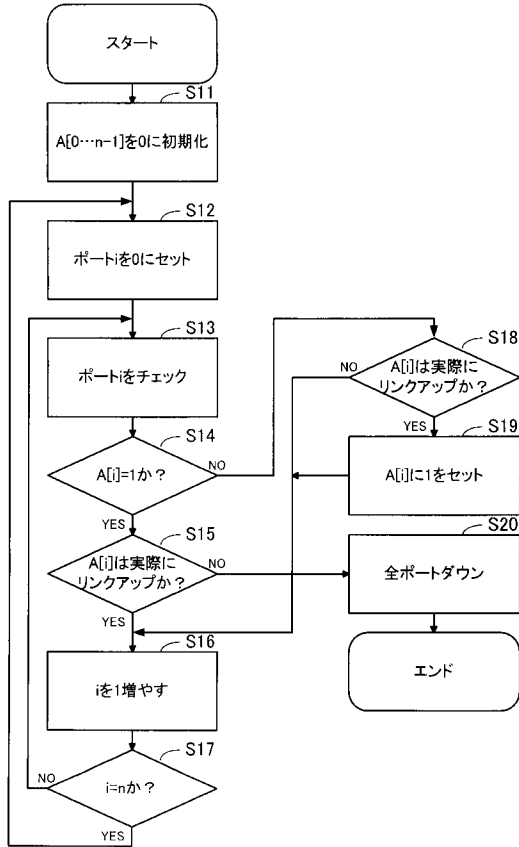 スタート
S11
A[0…n-1]を0に初期化
S12
ポートiを0にセット
S13
ポートiをチェック
S14
A[i]=1か？
NO
YES
S15
A[i]は実際に
リンクアップか？
NO
YES
S16
iを1増やす
S17
i=nか？
NO
YES
S18
A[i]は実際に
リンクアップか？
NO
YES
S19
A[i]に1をセット
S20
全ポートダウン
エンド